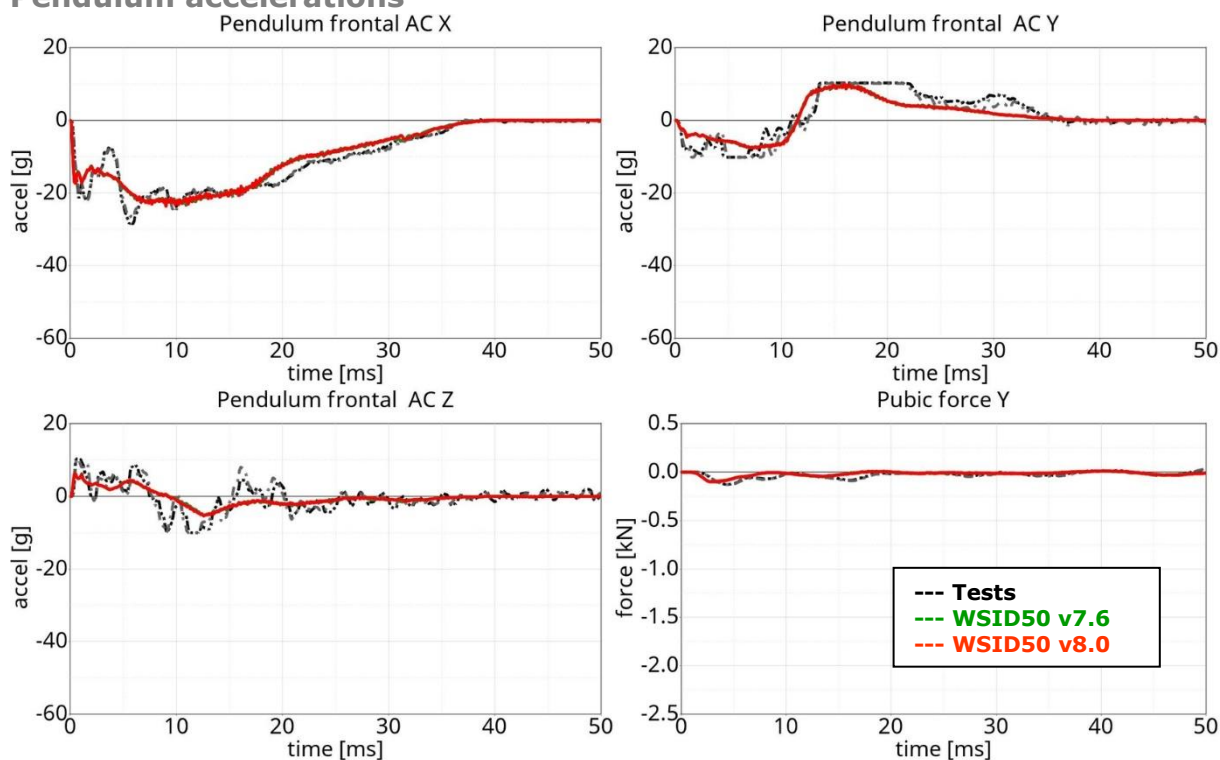 Pendulum accelerations
Pendulum frontal AC X
20
0
-20
-40
-60
accel [g]
0 10 20 30 40 50
time [ms]
Pendulum frontal AC Y
20
0
-20
-40
-60
accel [g]
0 10 20 30 40 50
time [ms]
Pendulum frontal AC Z
20
0
-20
-40
-60
accel [g]
0 10 20 30 40 50
time [ms]
Pubic force Y
0.5
0.0
-0.5
-1.0
-1.5
-2.0
-2.5
force [kN]
0 10 20 30 40 50
time [ms]
--- Tests
--- WSID50 v7.6
--- WSID50 v8.0